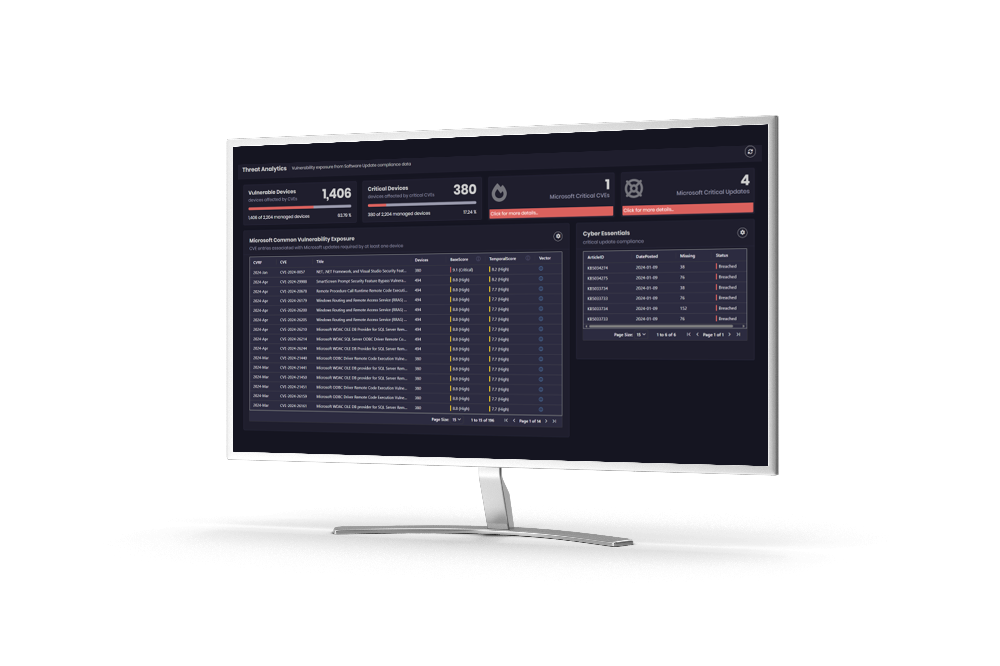 Threat Analytics Vulnerability exposure from Software Update compliance data
Vulnerable Devices 1,406
devices affected by CVEs
1,406 of 2,204 managed devices 63.79 %
Critical Devices 380
devices affected by critical CVEs
380 of 2,204 managed devices 17.24 %
1
Microsoft Critical CVEs
Click for more details...
4
Microsoft Critical Updates
Click for more details...
Microsoft Common Vulnerability Exposure
CVE entries associated with Microsoft updates required by at least one device
CVRF CVE Title Devices BaseScore TemporalScore Vector
2024-Jan CVE-2024-0057 NET, .NET Framework, and Visual Studio Security Feat... 380 9.1 (Critical) 8.2 (High)
2024-Apr CVE-2024-29988 SmartScreen Prompt Security Feature Bypass Vulnera... 494 8.8 (High) 8.2 (High)
2024-Apr CVE-2024-20678 Remote Procedure Call Runtime Remote Code Executi... 494 8.8 (High) 7.7 (High)
2024-Apr CVE-2024-26179 Windows Routing and Remote Access Service (RRAS) ... 494 8.8 (High) 7.7 (High)
2024-Apr CVE-2024-26200 Windows Routing and Remote Access Service (RRAS) ... 494 8.8 (High) 7.7 (High)
2024-Apr CVE-2024-26205 Windows Routing and Remote Access Service (RRAS) ... 494 8.8 (High) 7.7 (High)
2024-Apr CVE-2024-26210 Microsoft WDAC OLE DB Provider for SQL Server Rem... 494 8.8 (High) 7.7 (High)
2024-Apr CVE-2024-26214 Microsoft WDAC SQL Server ODBC Driver Remote Co... 494 8.8 (High) 7.7 (High)
2024-Apr CVE-2024-26244 Microsoft WDAC OLE DB Provider for SQL Server Rem... 494 8.8 (High) 7.7 (High)
2024-Mar CVE-2024-21440 Microsoft ODBC Driver Remote Code Execution Vulne... 380 8.8 (High) 7.7 (High)
2024-Mar CVE-2024-21441 Microsoft WDAC OLE DB provider for SQL Server Rem... 380 8.8 (High) 7.7 (High)
2024-Mar CVE-2024-21450 Microsoft WDAC OLE DB provider for SQL Server Rem... 380 8.8 (High) 7.7 (High)
2024-Mar CVE-2024-21451 Microsoft ODBC Driver Remote Code Execution Vulne... 380 8.8 (High) 7.7 (High)
2024-Mar CVE-2024-26159 Microsoft ODBC Driver Remote Code Execution Vulne... 380 8.8 (High) 7.7 (High)
2024-Mar CVE-2024-26161 Microsoft WDAC OLE DB provider for SQL Server Rem... 380 8.8 (High) 7.7 (High)
Page Size: 15 1 to 15 of 196 Page 1 of 14
Cyber Essentials
critical update compliance
ArticleID DatePosted Missing Status
KB5034274 2024-01-09 38 Breached
KB5034275 2024-01-09 76 Breached
KB5033734 2024-01-09 38 Breached
KB5033733 2024-01-09 76 Breached
KB5033734 2024-01-09 152 Breached
KB5033733 2024-01-09 76 Breached
Page Size: 15 1 to 6 of 6 Page 1 of 1